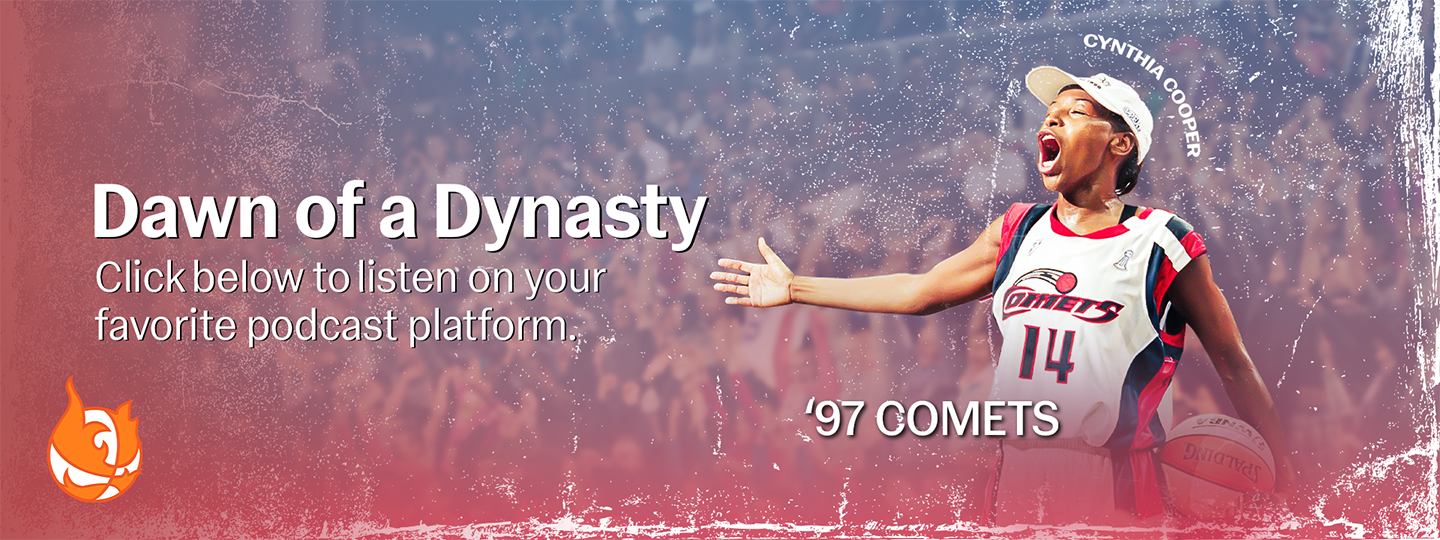 CYNTHIA COOPER
Dawn of a Dynasty
Click below to listen on your
favorite podcast platform.
COMETS
14
‘97 COMETS
WNBA
SPALDING